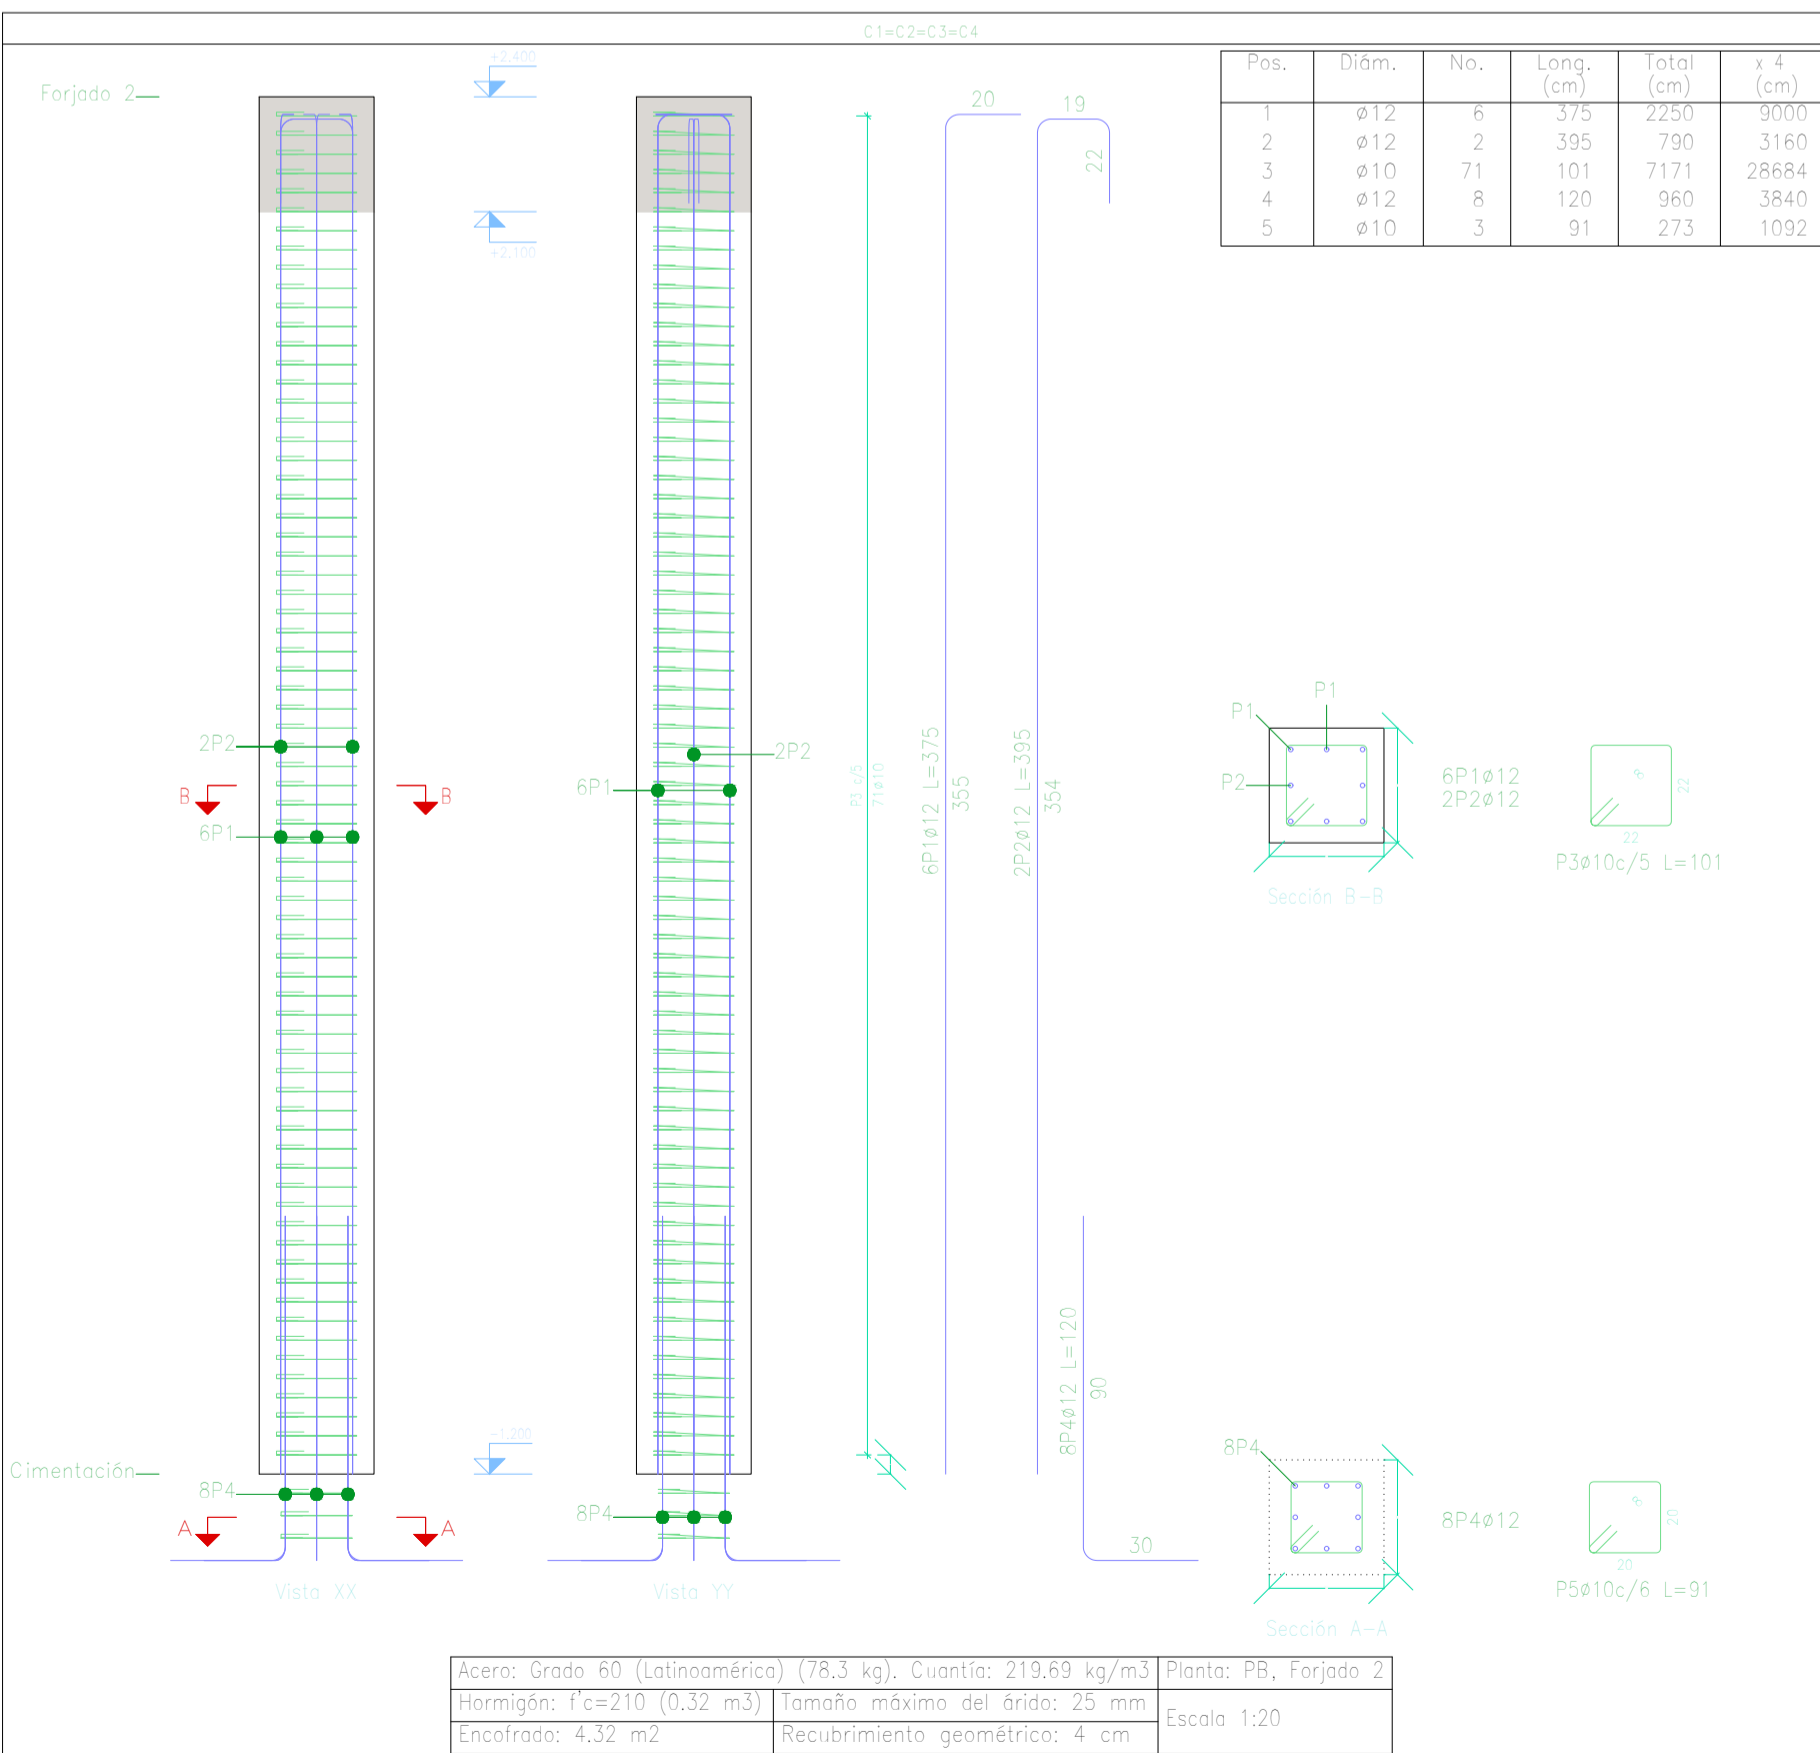 C1=C2=C3=C4
Pos. Diám. No. Long. (cm) Total (cm) x 4 (cm)
1 ø12 6 375 2250 9000
2 ø12 2 395 790 3160
3 ø10 71 101 7171 28684
4 ø12 8 120 960 3840
5 ø10 3 91 273 1092
Forjado 2
+2.400
+2.100
20
19
22
2P2
B
B
6P1
6P1
2P2
P3 c/5
71ø10
6P1ø12 L=375
355
2P2ø12 L=395
354
P1
P1
P2
6P1ø12
2P2ø12
8
22
22
P3ø10c/5 L=101
Sección B-B
8P4ø12 L=120
90
30
-1.200
Cimentación
8P4
A
A
8P4
Vista XX
Vista YY
8P4
8P4ø12
8
20
20
P5ø10c/6 L=91
Sección A-A
Acero: Grado 60 (Latinoamérica) (78.3 kg). Cuantía: 219.69 kg/m3
Planta: PB, Forjado 2
Hormigón: f'c=210 (0.32 m3)
Tamaño máximo del árido: 25 mm
Escala 1:20
Encofrado: 4.32 m2
Recubrimiento geométrico: 4 cm